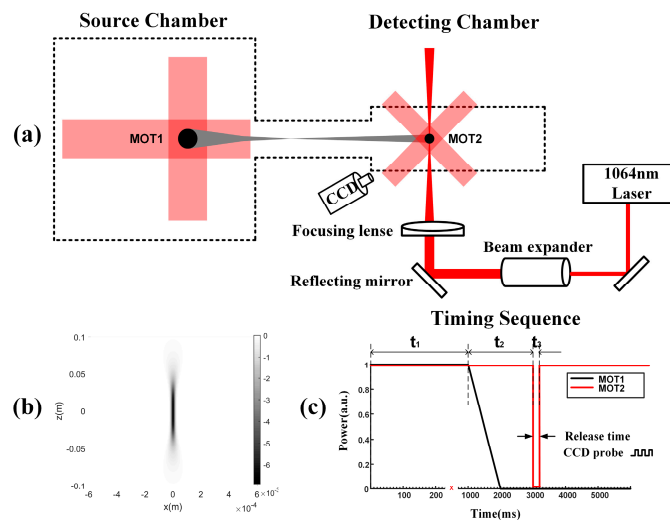 Source Chamber
Detecting Chamber
(a)
MOT1
MOT2
CCD
1064nm
Laser
Focusing lense
Beam expander
Reflecting mirror
(b)
0.1
0.05
0
-0.05
-0.1
z(m)
-6 -4 -2 0 2 4 6
x(m)
×10⁻⁴
0
-1
-2
-3
-4
-5
-6
×10⁻⁵
Timing Sequence
t₁ t₂ t₃
(c)
1
0.8
0.6
0.4
0.2
0
Power(a.u.)
MOT1
MOT2
Release time
CCD probe
0 100 200 x 1000 2000 3000 4000 5000
Time(ms)